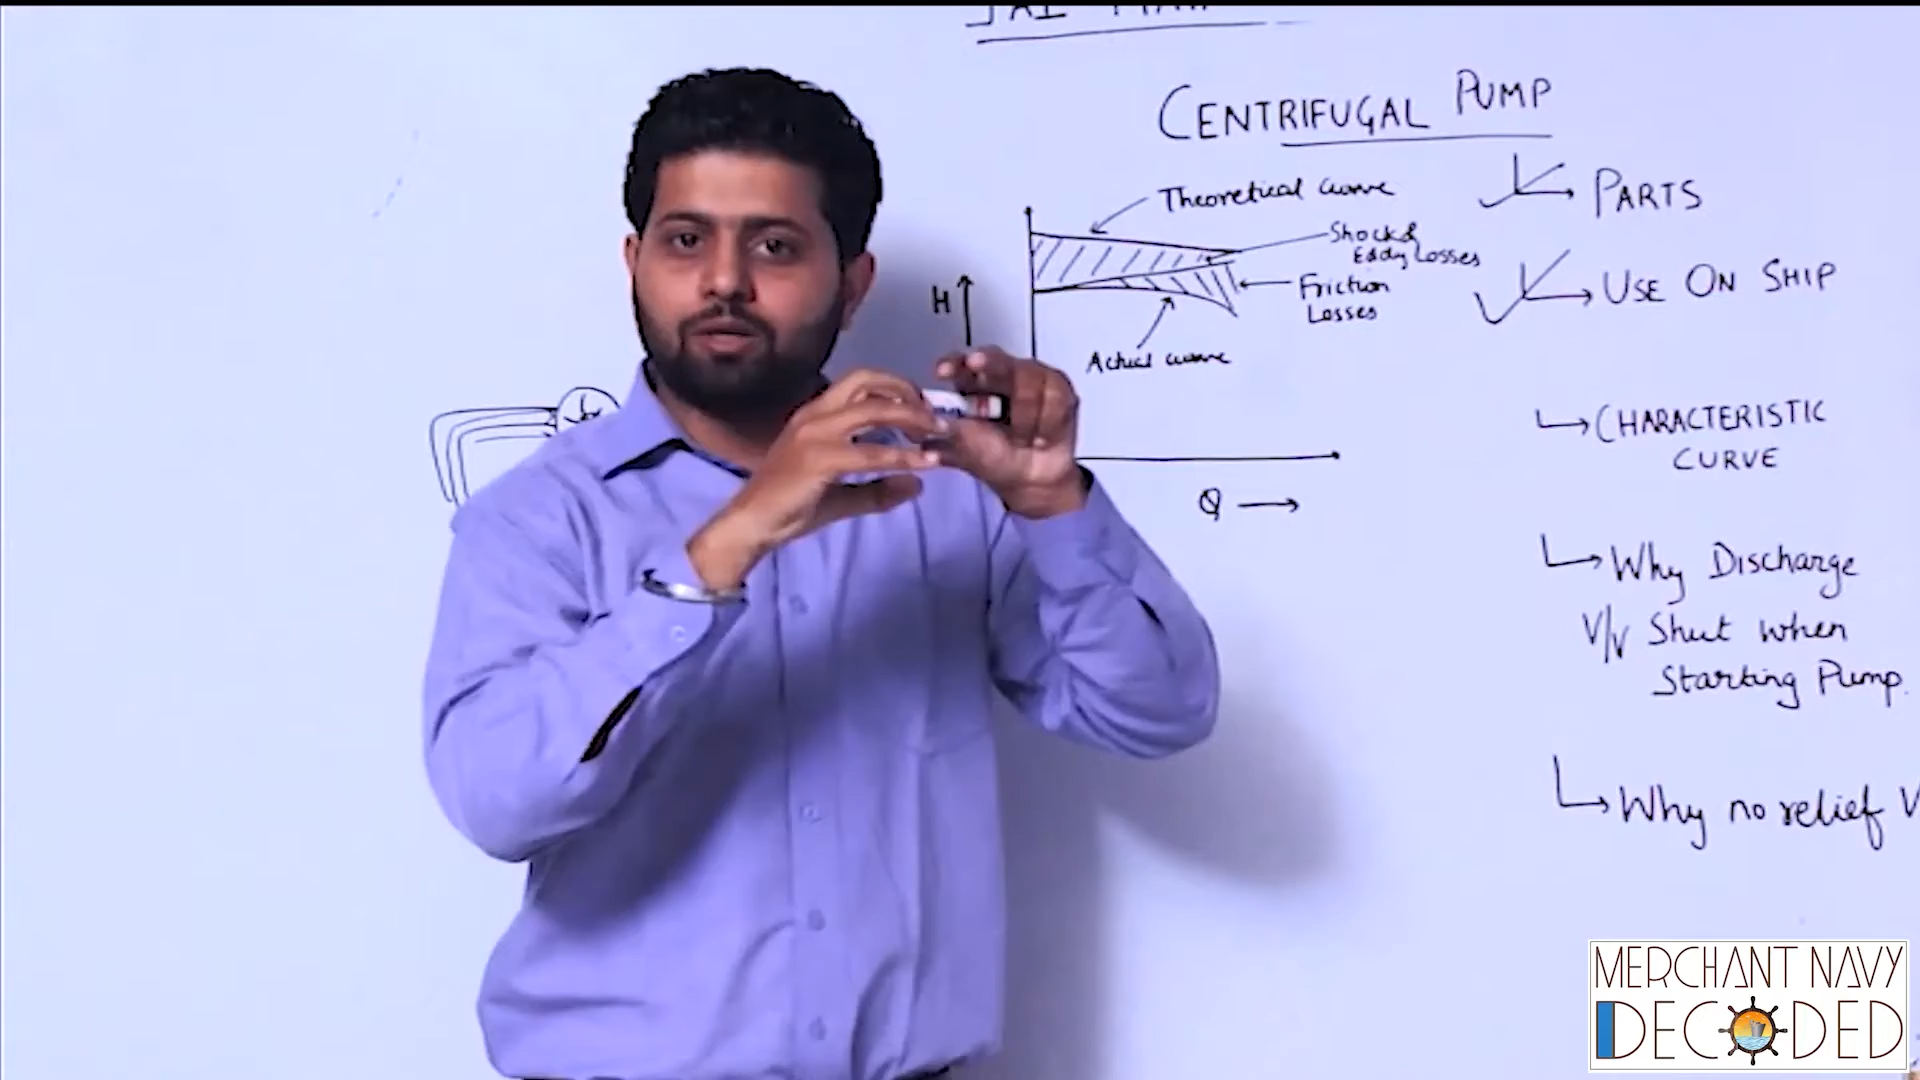 CENTRIFUGAL PUMP
Theoretical curve
Shock &
Eddy Losses
Friction
Losses
H
Actual curve
Q
PARTS
USE ON SHIP
CHARACTERISTIC
CURVE
Why Discharge
V/V Shut when
Starting Pump.
Why no relief V
MERCHANT NAVY
DECODED